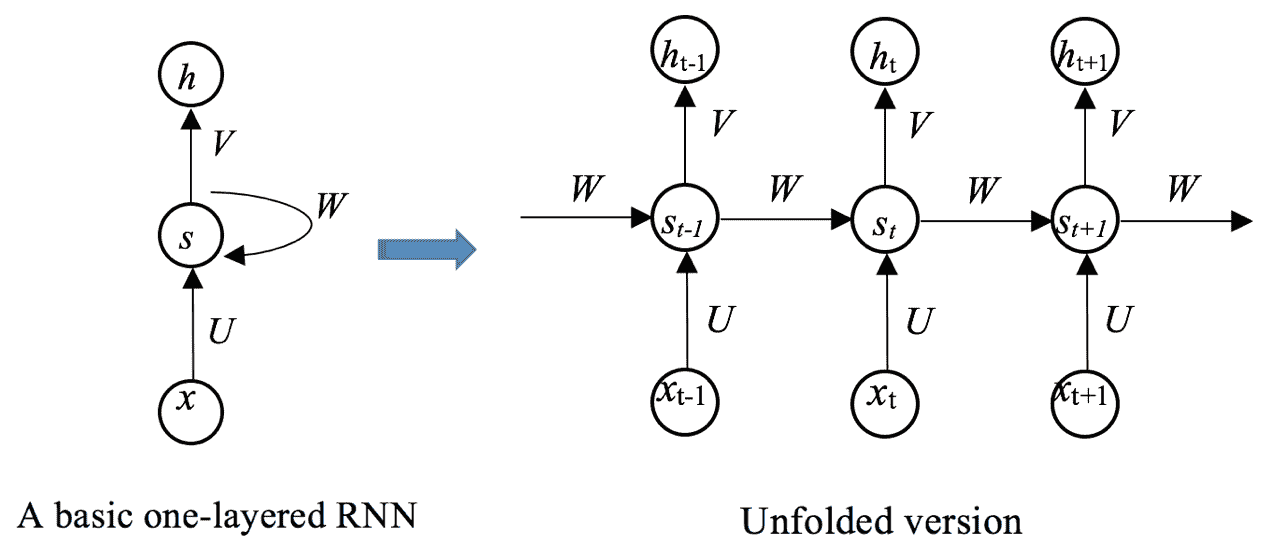 h
V
W
s
U
x
A basic one-layered RNN
h_{t-1} h_t h_{t+1}
V V V
W W W W
s_{t-1} s_t s_{t+1}
U U U
x_{t-1} x_t x_{t+1}
Unfolded version